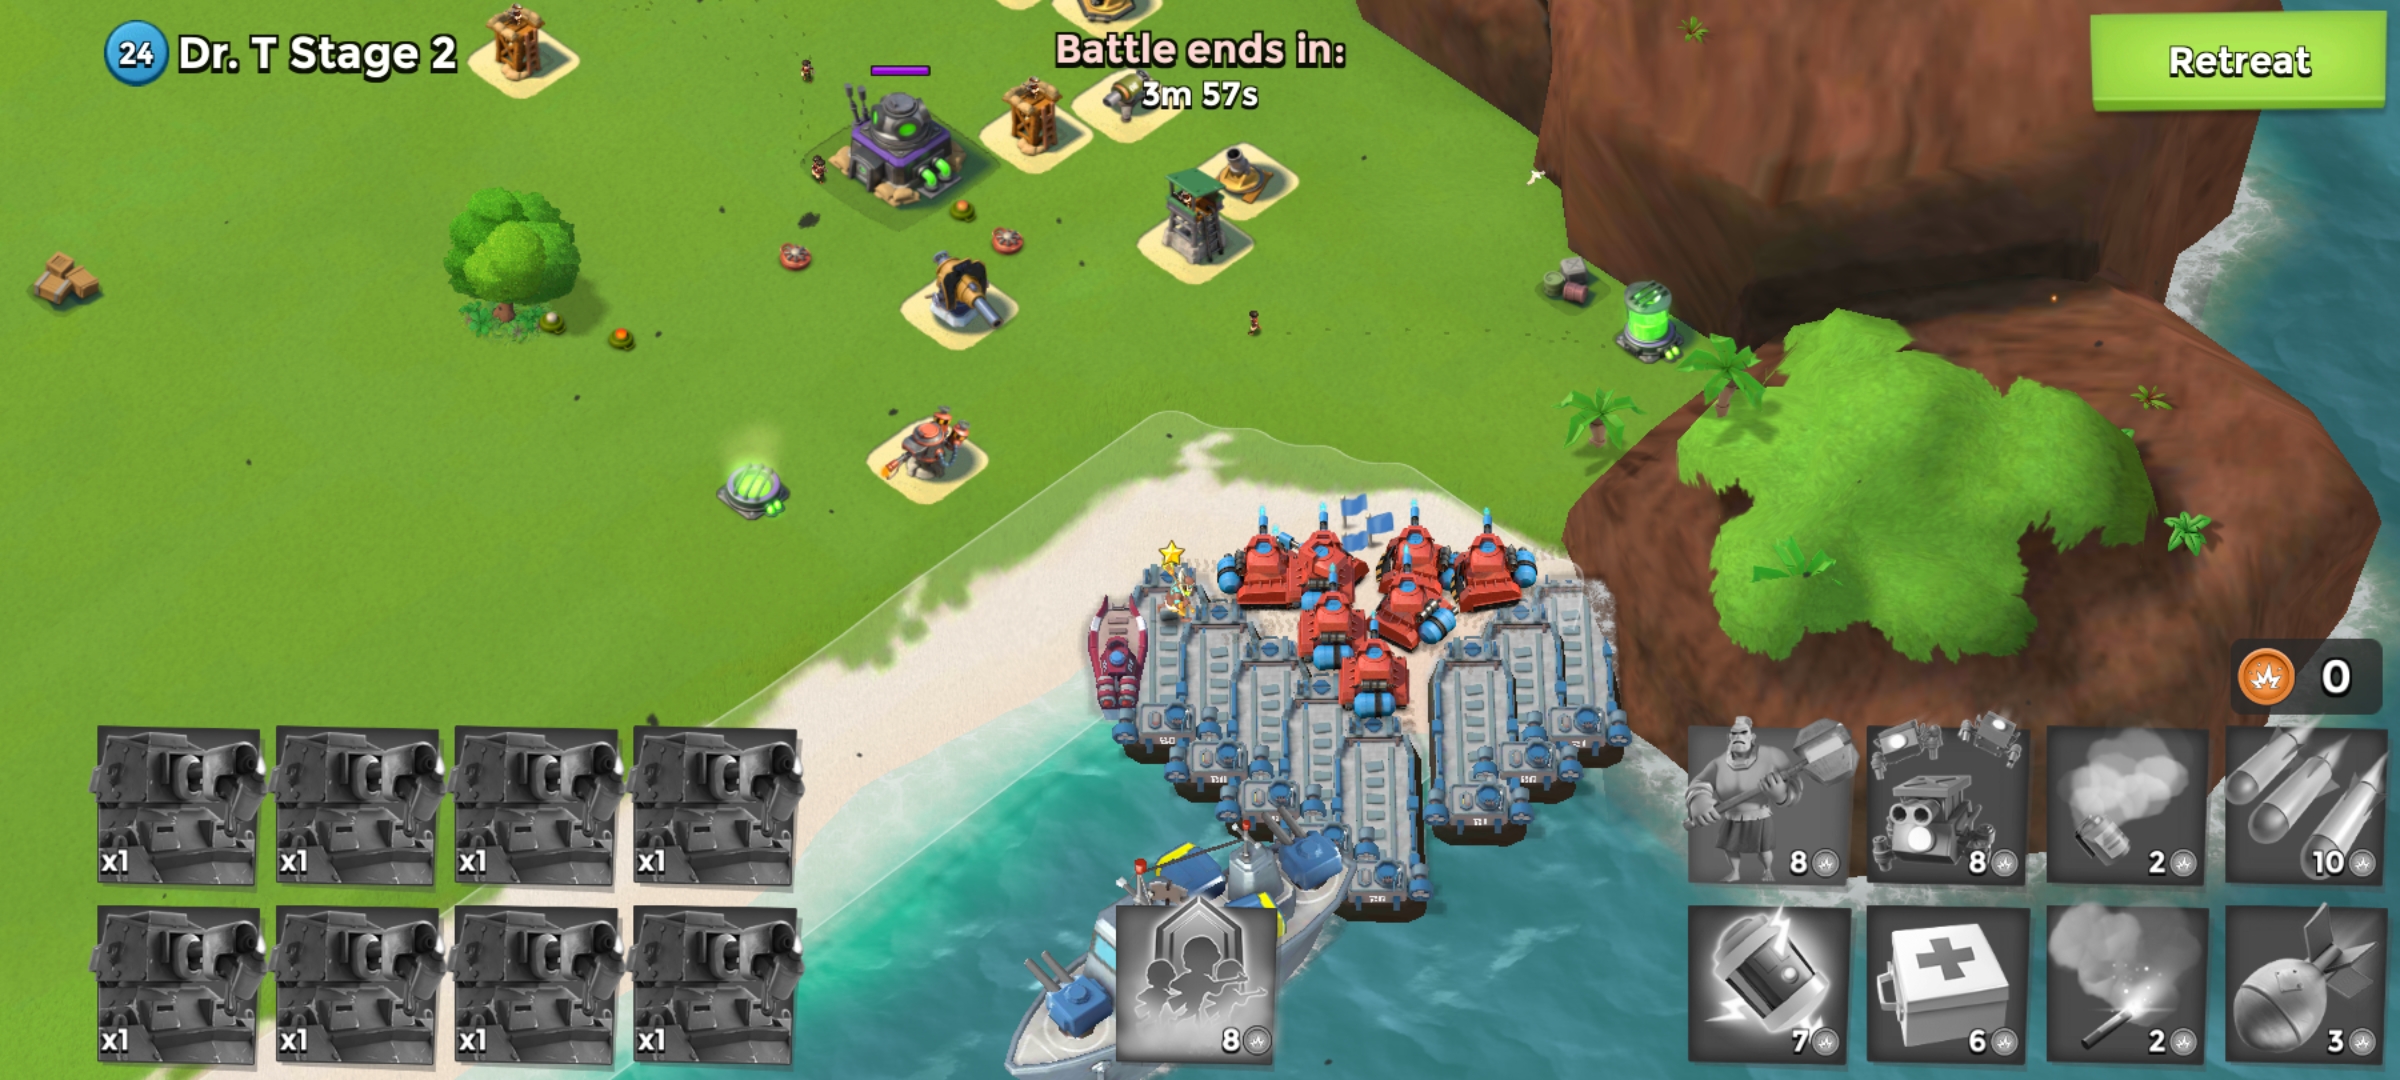 24 Dr. T Stage 2
Battle ends in:
3m 57s
Retreat
0
x1 x1 x1 x1
8 8 2 10
x1 x1 x1 x1
8
7 6 2 3